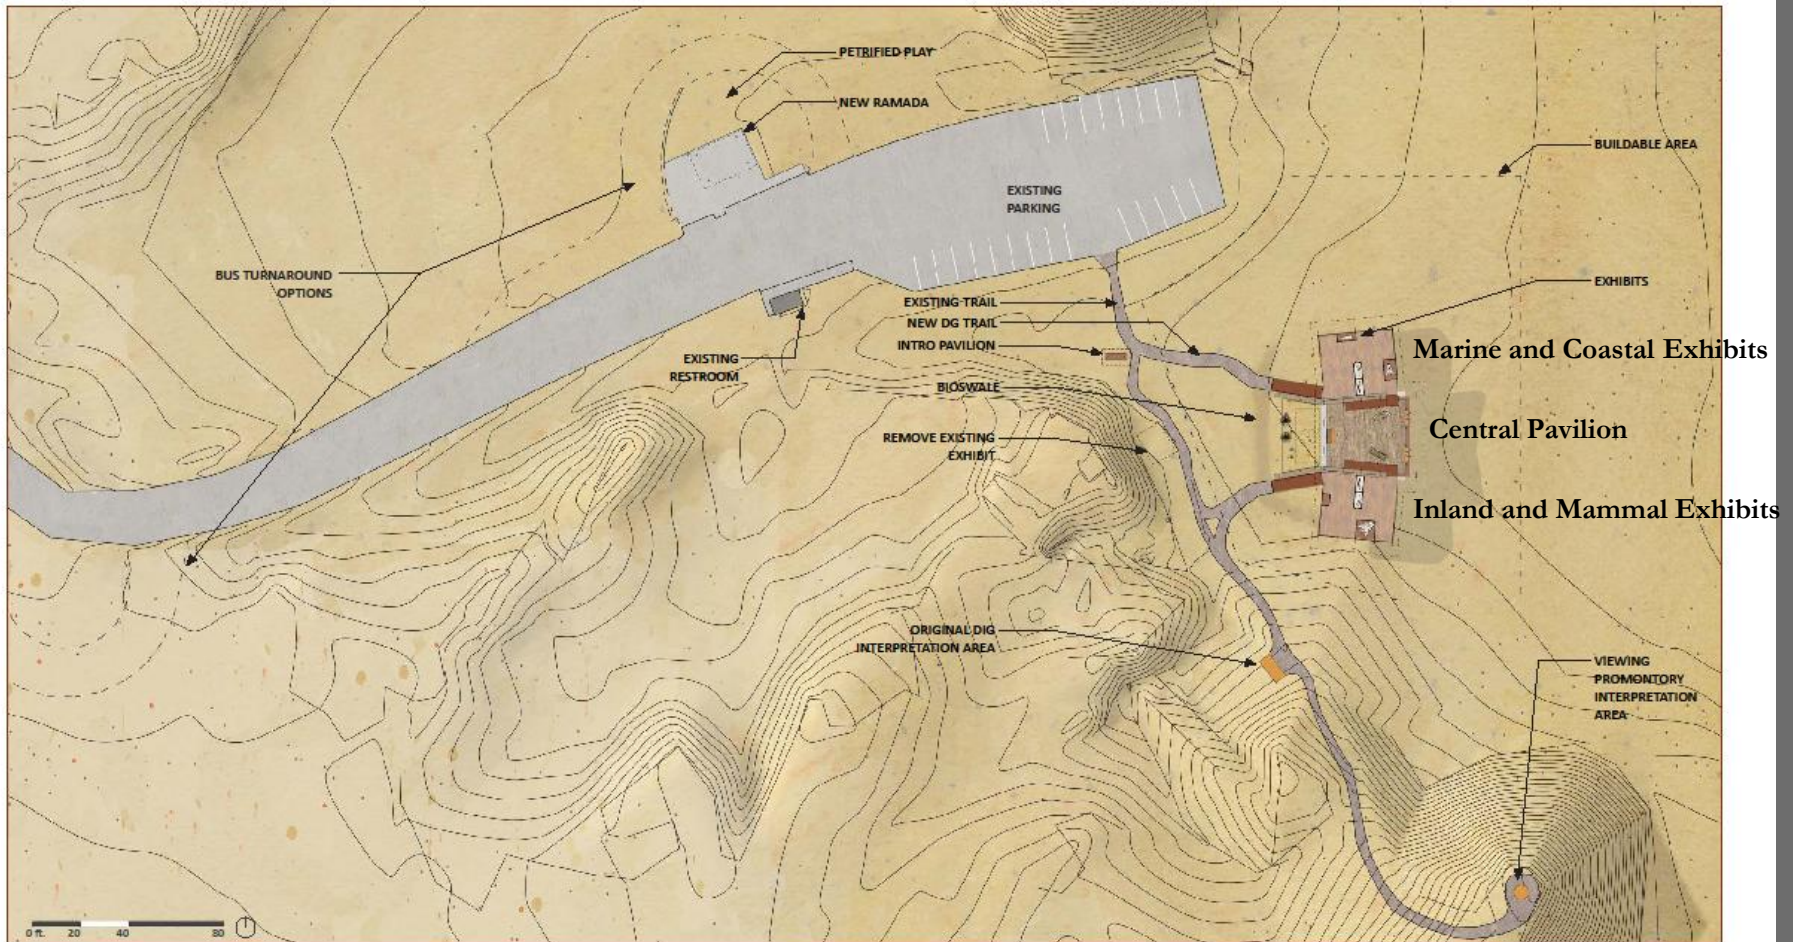 PETRIFIED PLAY
NEW RAMADA
BUILDABLE AREA
EXISTING
PARKING
BUS TURNAROUND
OPTIONS
EXHIBITS
EXISTING TRAIL
NEW DG TRAIL
INTRO PAVILION
Marine and Coastal Exhibits
EXISTING
RESTROOM
BIOSWALE
Central Pavilion
REMOVE EXISTING
EXHIBIT
Inland and Mammal Exhibits
ORIGINAL DIG
INTERPRETATION AREA
VIEWING
PROMONTORY
INTERPRETATION
AREA
0 ft. 20 40 80